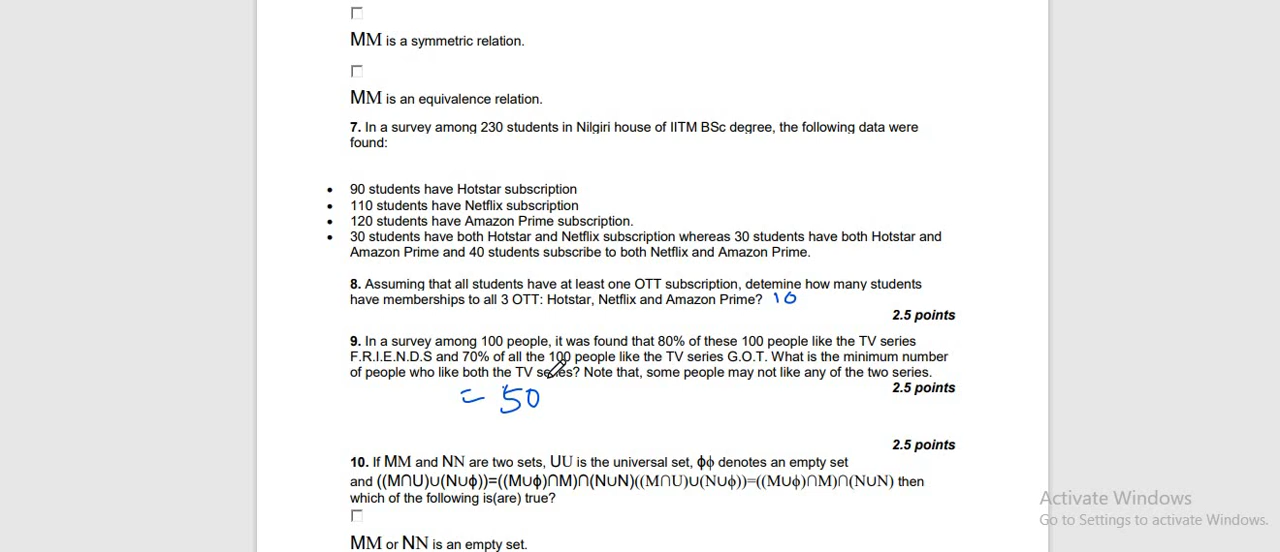 MM is a symmetric relation.
MM is an equivalence relation.
7. In a survey among 230 students in Nilgiri house of IITM BSc degree, the following data were
found:
• 90 students have Hotstar subscription
• 110 students have Netflix subscription
• 120 students have Amazon Prime subscription.
• 30 students have both Hotstar and Netflix subscription whereas 30 students have both Hotstar and
Amazon Prime and 40 students subscribe to both Netflix and Amazon Prime.
8. Assuming that all students have at least one OTT subscription, detemine how many students
have memberships to all 3 OTT: Hotstar, Netflix and Amazon Prime? 10
2.5 points
9. In a survey among 100 people, it was found that 80% of these 100 people like the TV series
F.R.I.E.N.D.S and 70% of all the 100 people like the TV series G.O.T. What is the minimum number
of people who like both the TV series? Note that, some people may not like any of the two series.
2.5 points
= 50
2.5 points
10. If MM and NN are two sets, UU is the universal set, ϕϕ denotes an empty set
and ((M∩U)∪(N∪ϕ))=((M∪ϕ)∩M)∩(N∪N)((M∩U)∪(N∪ϕ))=((M∪ϕ)∩M)∩(N∪N) then
which of the following is(are) true?
MM or NN is an empty set.
Activate Windows
Go to Settings to activate Windows.